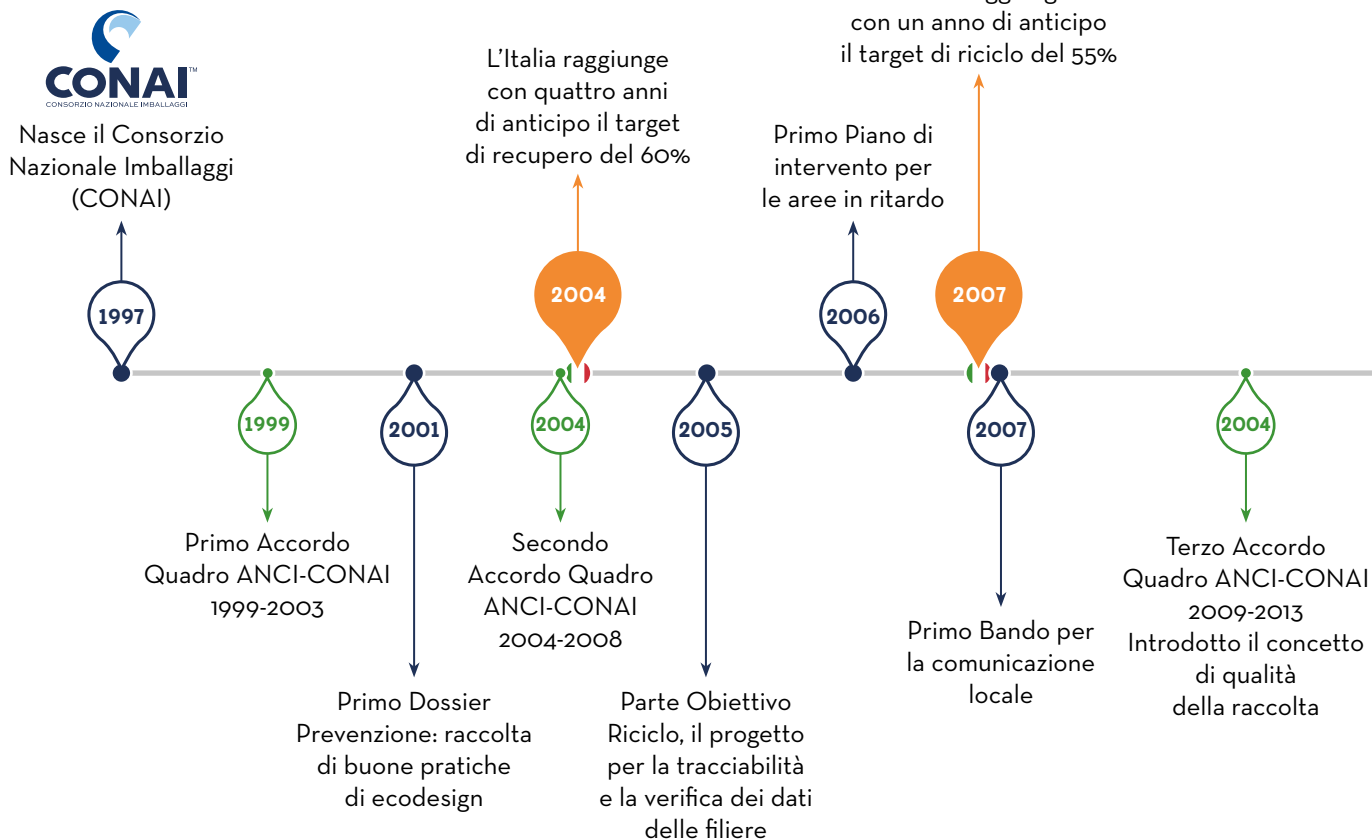 CONAI™
CONSORZIO NAZIONALE IMBALLAGGI
Nasce il Consorzio
Nazionale Imballaggi
(CONAI)
L'Italia raggiunge
con quattro anni
di anticipo il target
di recupero del 60%
Primo Piano di
intervento per
le aree in ritardo
con un anno di anticipo
il target di riciclo del 55%
1997
2004
2006
2007
1999
2001
2004
2005
2007
2004
Primo Accordo
Quadro ANCI-CONAI
1999-2003
Primo Dossier
Prevenzione: raccolta
di buone pratiche
di ecodesign
Secondo
Accordo Quadro
ANCI-CONAI
2004-2008
Parte Obiettivo
Riciclo, il progetto
per la tracciabilità
e la verifica dei dati
delle filiere
Primo Bando per
la comunicazione
locale
Terzo Accordo
Quadro ANCI-CONAI
2009-2013
Introdotto il concetto
di qualità
della raccolta